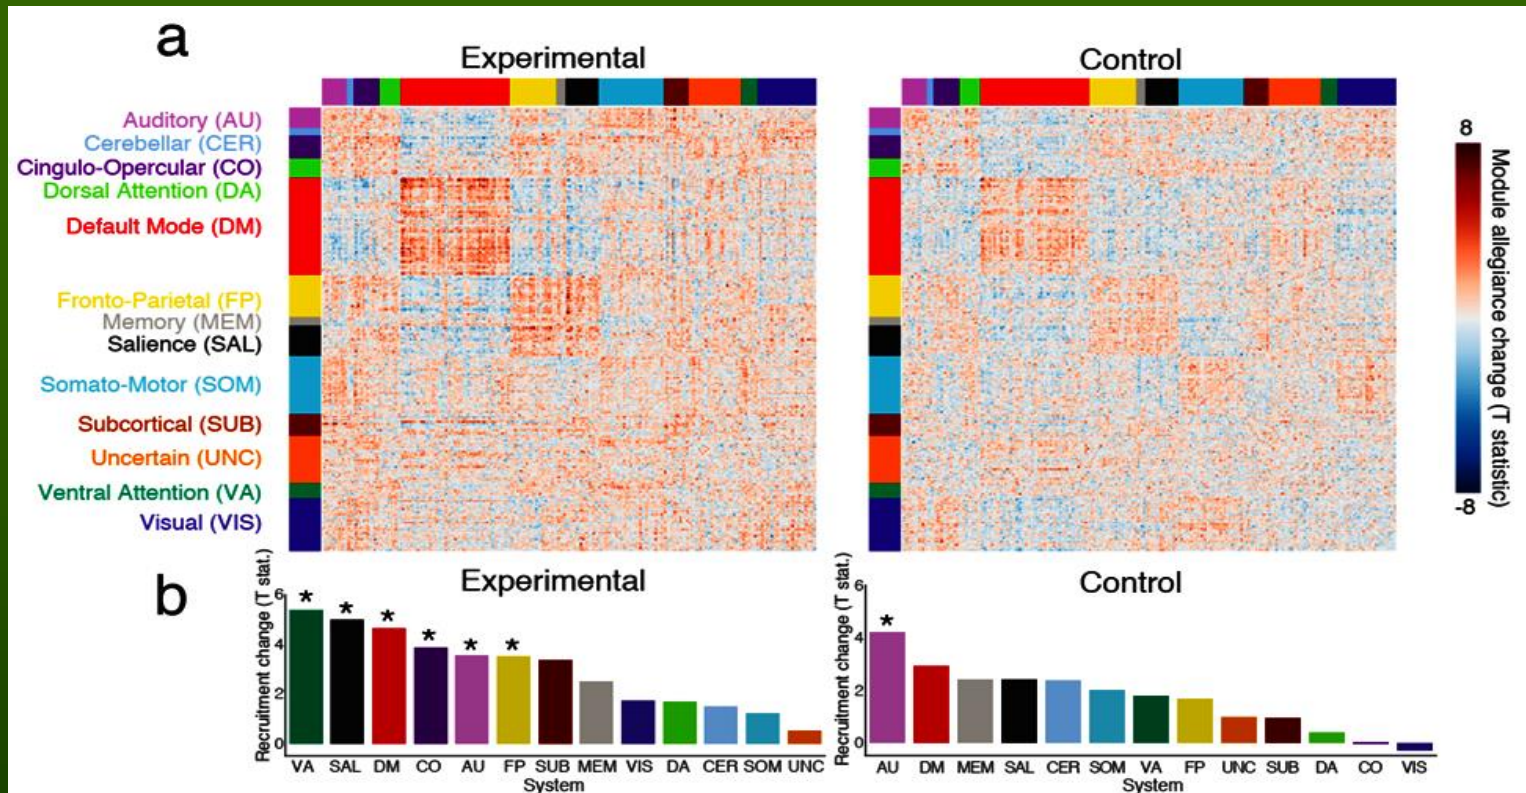 a
Experimental
Control
Auditory (AU)
Cerebellar (CER)
Cingulo-Opercular (CO)
Dorsal Attention (DA)
Default Mode (DM)
Fronto-Parietal (FP)
Memory (MEM)
Salience (SAL)
Somato-Motor (SOM)
Subcortical (SUB)
Uncertain (UNC)
Ventral Attention (VA)
Visual (VIS)
8
Module allegiance change (T statistic)
-8
b
Experimental
Recruitment change (T stat.)
6
4
2
0
* * * * * *
VA SAL DM CO AU FP SUB MEM VIS DA CER SOM UNC
System
Control
Recruitment change (T stat.)
6
4
2
0
*
AU DM MEM SAL CER SOM VA FP UNC SUB DA CO VIS
System